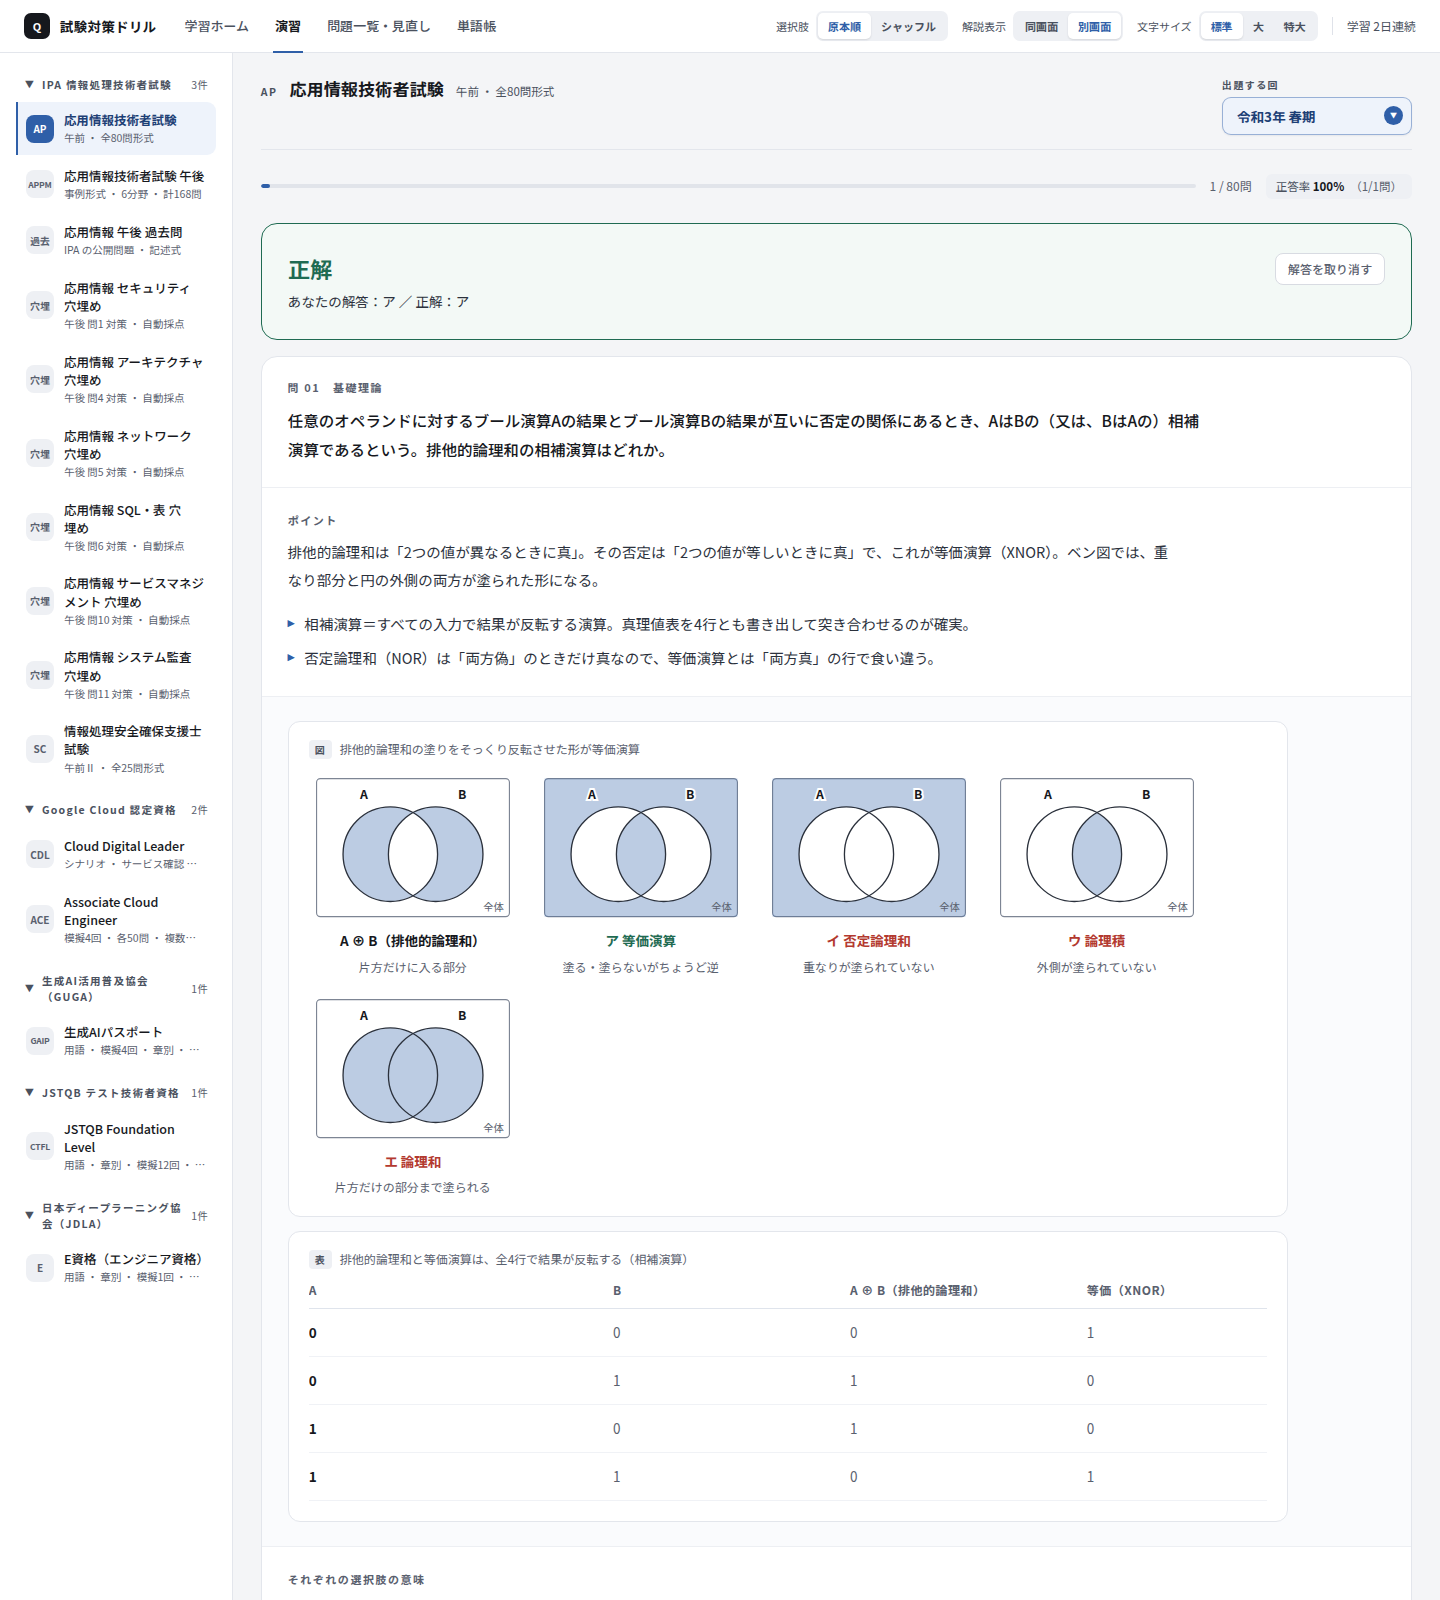 Q 試験対策ドリル 学習ホーム 演習 問題一覧・見直し 単語帳 選択肢 原本順 シャッフル 解説表示 同画面 別画面 文字サイズ 標準 大 特大 学習 2日連続
▼ IPA 情報処理技術者試験 3件
AP 応用情報技術者試験
午前 ・ 全80問形式
APPM 応用情報技術者試験 午後
事例形式 ・ 6分野 ・ 計168問
過去 応用情報 午後 過去問
IPA の公開問題 ・ 記述式
穴埋 応用情報 セキュリティ
穴埋め
午後 問1 対策 ・ 自動採点
穴埋 応用情報 アーキテクチャ
穴埋め
午後 問4 対策 ・ 自動採点
穴埋 応用情報 ネットワーク
穴埋め
午後 問5 対策 ・ 自動採点
穴埋 応用情報 SQL・表 穴
埋め
午後 問6 対策 ・ 自動採点
穴埋 応用情報 サービスマネジ
メント 穴埋め
午後 問10 対策 ・ 自動採点
穴埋 応用情報 システム監査
穴埋め
午後 問11 対策 ・ 自動採点
SC 情報処理安全確保支援士
試験
午前Ⅱ ・ 全25問形式
▼ Google Cloud 認定資格 2件
CDL Cloud Digital Leader
シナリオ ・ サービス確認 …
ACE Associate Cloud
Engineer
模擬4回 ・ 各50問 ・ 複数…
▼ 生成AI活用普及協会
（GUGA） 1件
GAIP 生成AIパスポート
用語 ・ 模擬4回 ・ 章別 ・ …
▼ JSTQB テスト技術者資格 1件
CTFL JSTQB Foundation
Level
用語 ・ 章別 ・ 模擬12回 ・ …
▼ 日本ディープラーニング協
会（JDLA） 1件
E E資格（エンジニア資格）
用語 ・ 章別 ・ 模擬1回 ・ …
AP 応用情報技術者試験 午前 ・ 全80問形式
出題する回
令和3年 春期 ▼
1 / 80問 正答率 100% （1/1問）
正解
解答を取り消す
あなたの解答：ア ／ 正解：ア
問 01 基礎理論
任意のオペランドに対するブール演算Aの結果とブール演算Bの結果が互いに否定の関係にあるとき、AはBの（又は、BはAの）相補
演算であるという。排他的論理和の相補演算はどれか。
ポイント
排他的論理和は「2つの値が異なるときに真」。その否定は「2つの値が等しいときに真」で、これが等価演算（XNOR）。ベン図では、重
なり部分と円の外側の両方が塗られた形になる。
▶ 相補演算＝すべての入力で結果が反転する演算。真理値表を4行とも書き出して突き合わせるのが確実。
▶ 否定論理和（NOR）は「両方偽」のときだけ真なので、等価演算とは「両方真」の行で食い違う。
図 排他的論理和の塗りをそっくり反転させた形が等価演算
A B A B A B A B
全体 全体 全体 全体
A ⊕ B（排他的論理和） ア 等価演算 イ 否定論理和 ウ 論理積
片方だけに入る部分 塗る・塗らないがちょうど逆 重なりが塗られていない 外側が塗られていない
A B
全体
エ 論理和
片方だけの部分まで塗られる
表 排他的論理和と等価演算は、全4行で結果が反転する（相補演算）
A B A ⊕ B（排他的論理和） 等価（XNOR）
0 0 0 1
0 1 1 0
1 0 1 0
1 1 0 1
それぞれの選択肢の意味